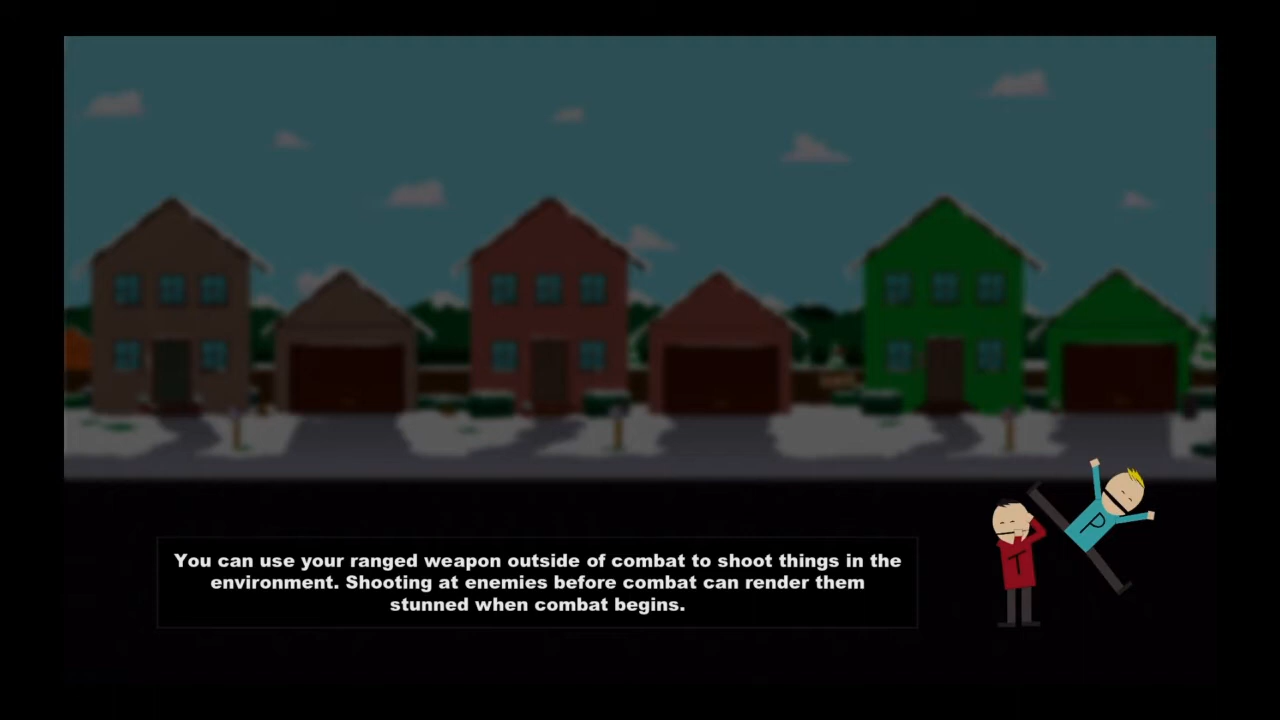 You can use your ranged weapon outside of combat to shoot things in the
environment. Shooting at enemies before combat can render them
stunned when combat begins.
T
P